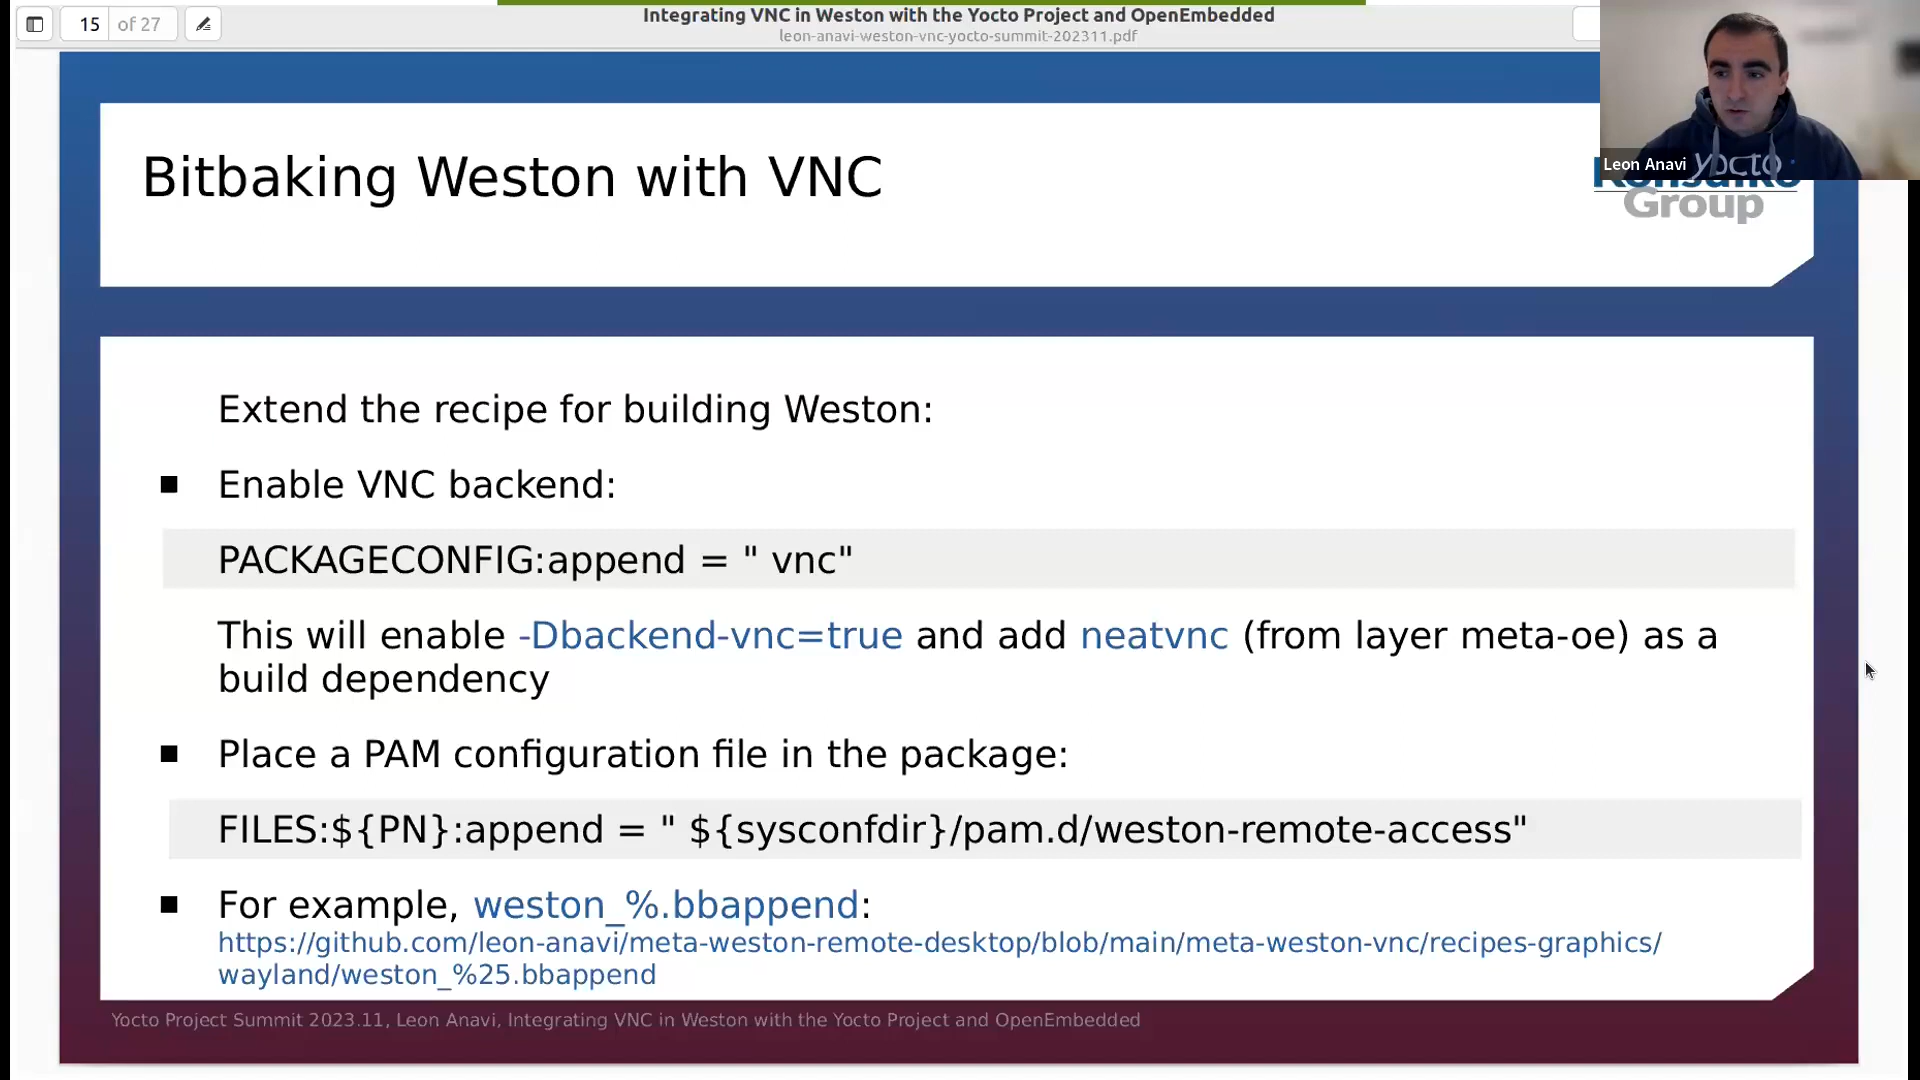 15 of 27
Integrating VNC in Weston with the Yocto Project and OpenEmbedded
leon-anavi-weston-vnc-yocto-summit-202311.pdf
Leon Anavi
yocto
Group
Bitbaking Weston with VNC
Extend the recipe for building Weston:
■ Enable VNC backend:
PACKAGECONFIG:append = " vnc"
This will enable -Dbackend-vnc=true and add neatvnc (from layer meta-oe) as a
build dependency
■ Place a PAM configuration file in the package:
FILES:${PN}:append = " ${sysconfdir}/pam.d/weston-remote-access"
■ For example, weston_%.bbappend:
https://github.com/leon-anavi/meta-weston-remote-desktop/blob/main/meta-weston-vnc/recipes-graphics/
wayland/weston_%25.bbappend
Yocto Project Summit 2023.11, Leon Anavi, Integrating VNC in Weston with the Yocto Project and OpenEmbedded